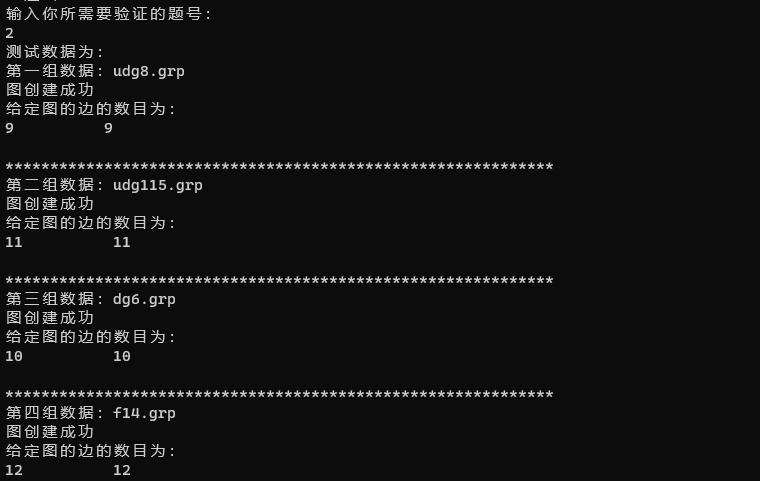 输入你所需要验证的题号:
2
测试数据为:
第一组数据: udg8.grp
图创建成功
给定图的边的数目为:
9 9
*************************************************************
第二组数据: udg115.grp
图创建成功
给定图的边的数目为:
11 11
*************************************************************
第三组数据: dg6.grp
图创建成功
给定图的边的数目为:
10 10
*************************************************************
第四组数据: f14.grp
图创建成功
给定图的边的数目为:
12 12